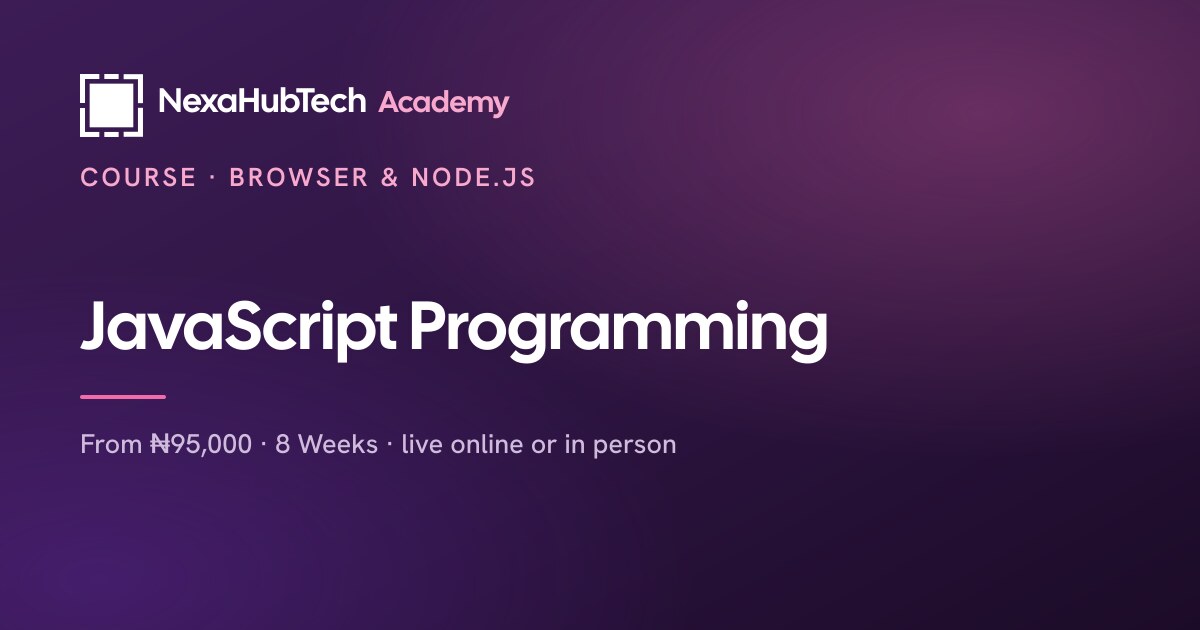 NexaHubTech Academy
COURSE · BROWSER & NODE.JS
JavaScript Programming
From ₦95,000 · 8 Weeks · live online or in person